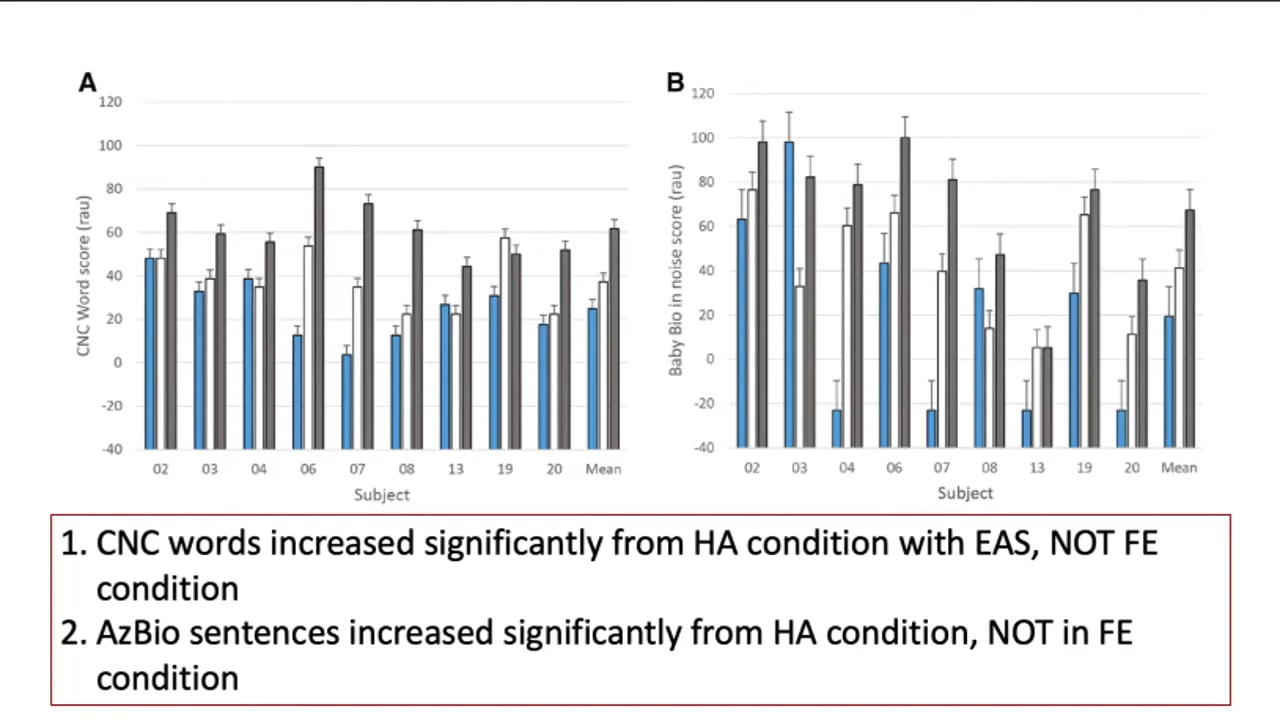 A
B
120
100
80
60
40
20
0
-20
-40
CNC Word score (rau)
02 03 04 06 07 08 13 19 20 Mean
Subject
120
100
80
60
40
20
0
-20
-40
Baby Bio in noise score (rau)
02 03 04 06 07 08 13 19 20 Mean
Subject
1. CNC words increased significantly from HA condition with EAS, NOT FE
condition
2. AzBio sentences increased significantly from HA condition, NOT in FE
condition